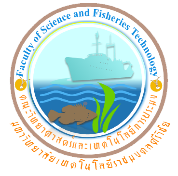 Faculty of Science and Fisheries Technology
คณะวิทยาศาสตร์และเทคโนโลยีการประมง
มหาวิทยาลัยเทคโนโลยีราชมงคลศรีวิชัย